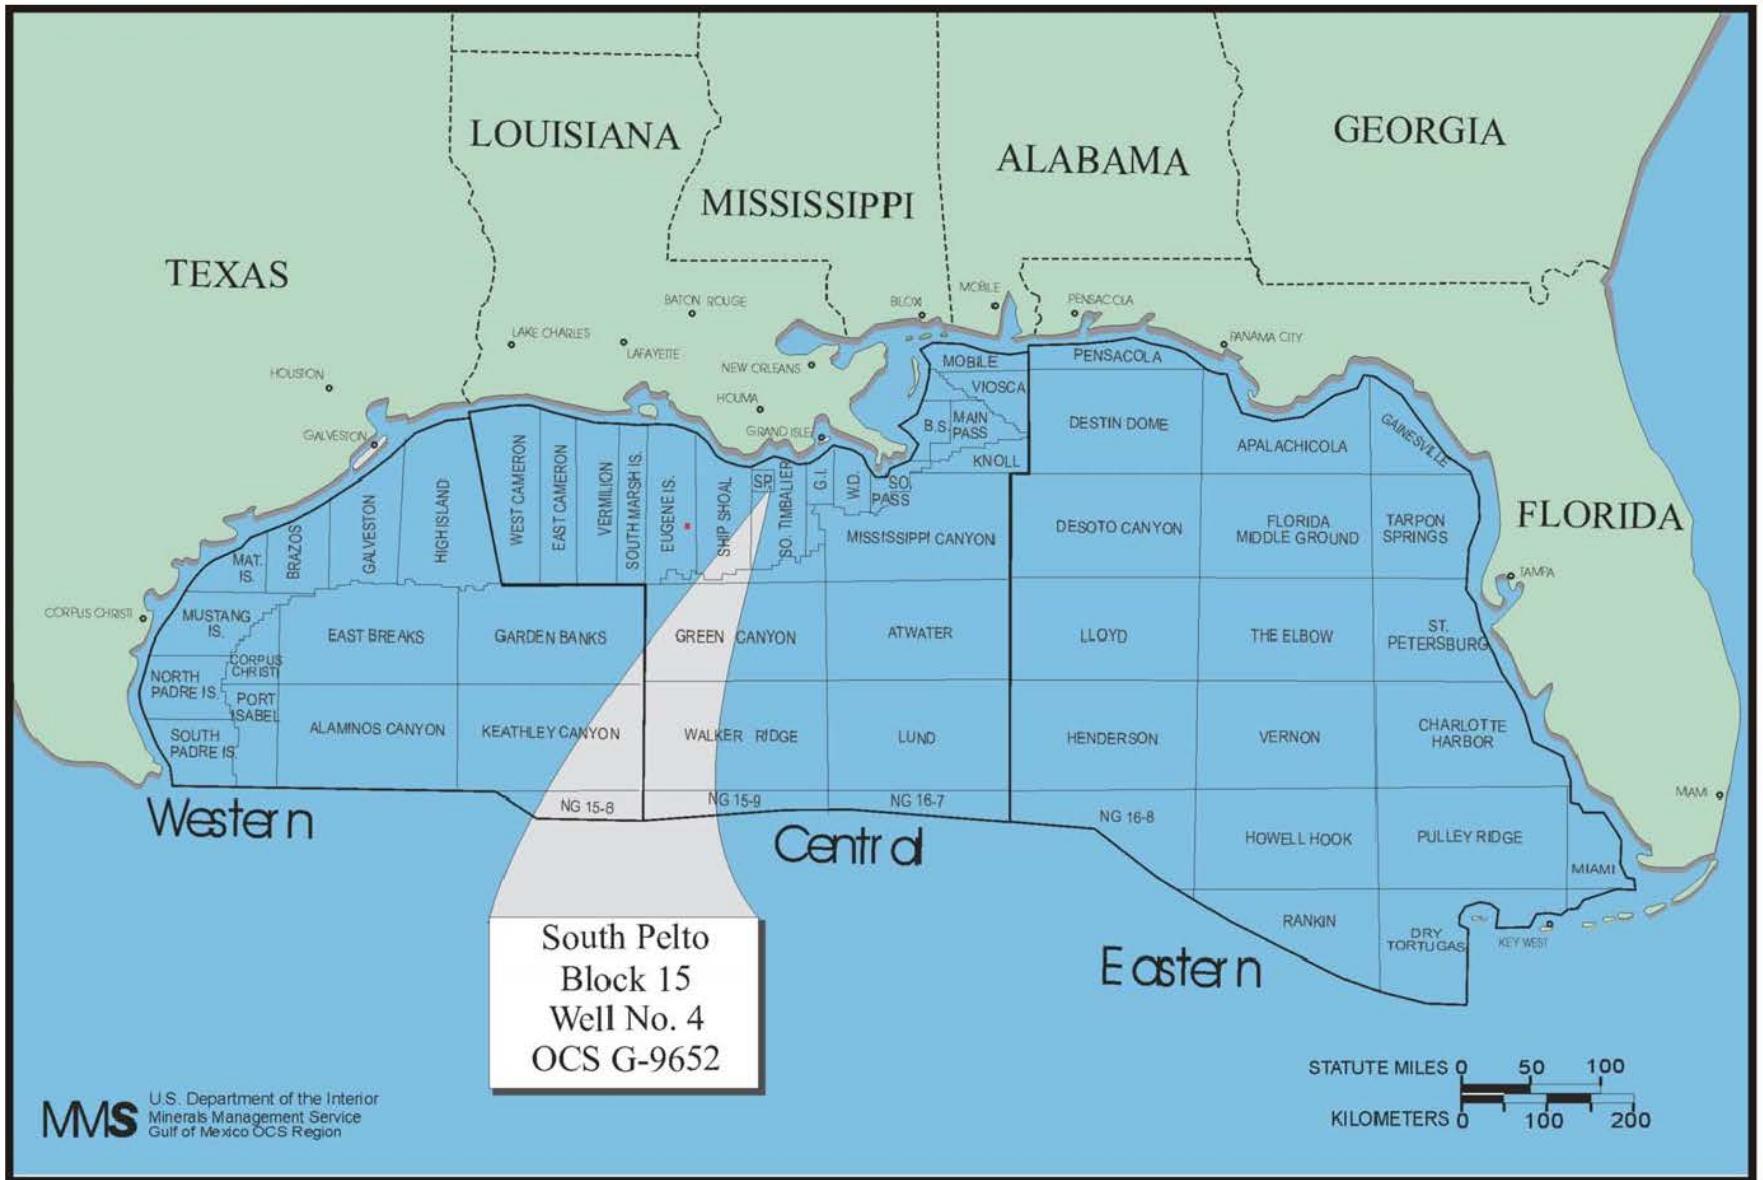 LOUISIANA
MISSISSIPPI
ALABAMA
GEORGIA
TEXAS
FLORIDA
BATON ROUGE
BILOXI
MOBILE
PENSACOLA
LAKE CHARLES
LAFAYETTE
NEW ORLEANS
PANAMA CITY
HOUSTON
HOUMA
GRAND ISLE
GALVESTON
CORPUS CHRISTI
TAMPA
MIAMI
KEY WEST
MOBILE
VIOSCA
KNOLL
PENSACOLA
B.S.
MAIN
PASS
DESTIN DOME
APALACHICOLA
GAINESVILLE
WEST CAMERON
EAST CAMERON
VERMILION
SOUTH MARSH IS.
EUGENE IS.
SHIP SHOAL
S.P.
SO. TIMBALIER
G.I.
W.D.
SO.
PASS
MISSISSIPPI CANYON
DESOTO CANYON
FLORIDA
MIDDLE GROUND
TARPON
SPRINGS
MAT.
IS.
BRAZOS
GALVESTON
HIGH ISLAND
MUSTANG
IS.
CORPUS
CHRISTI
EAST BREAKS
GARDEN BANKS
GREEN CANYON
ATWATER
LLOYD
THE ELBOW
ST.
PETERSBURG
NORTH
PADRE IS.
PORT
ISABEL
SOUTH
PADRE IS.
ALAMINOS CANYON
KEATHLEY CANYON
WALKER RIDGE
LUND
HENDERSON
VERNON
CHARLOTTE
HARBOR
NG 15-8
NG 15-9
NG 16-7
NG 16-8
HOWELL HOOK
PULLEY RIDGE
MIAMI
RANKIN
DRY
TORTUGAS
Western
Central
Eastern
South Pelto
Block 15
Well No. 4
OCS G-9652
MMS
U.S. Department of the Interior
Minerals Management Service
Gulf of Mexico OCS Region
STATUTE MILES 0 50 100
KILOMETERS 0 100 200